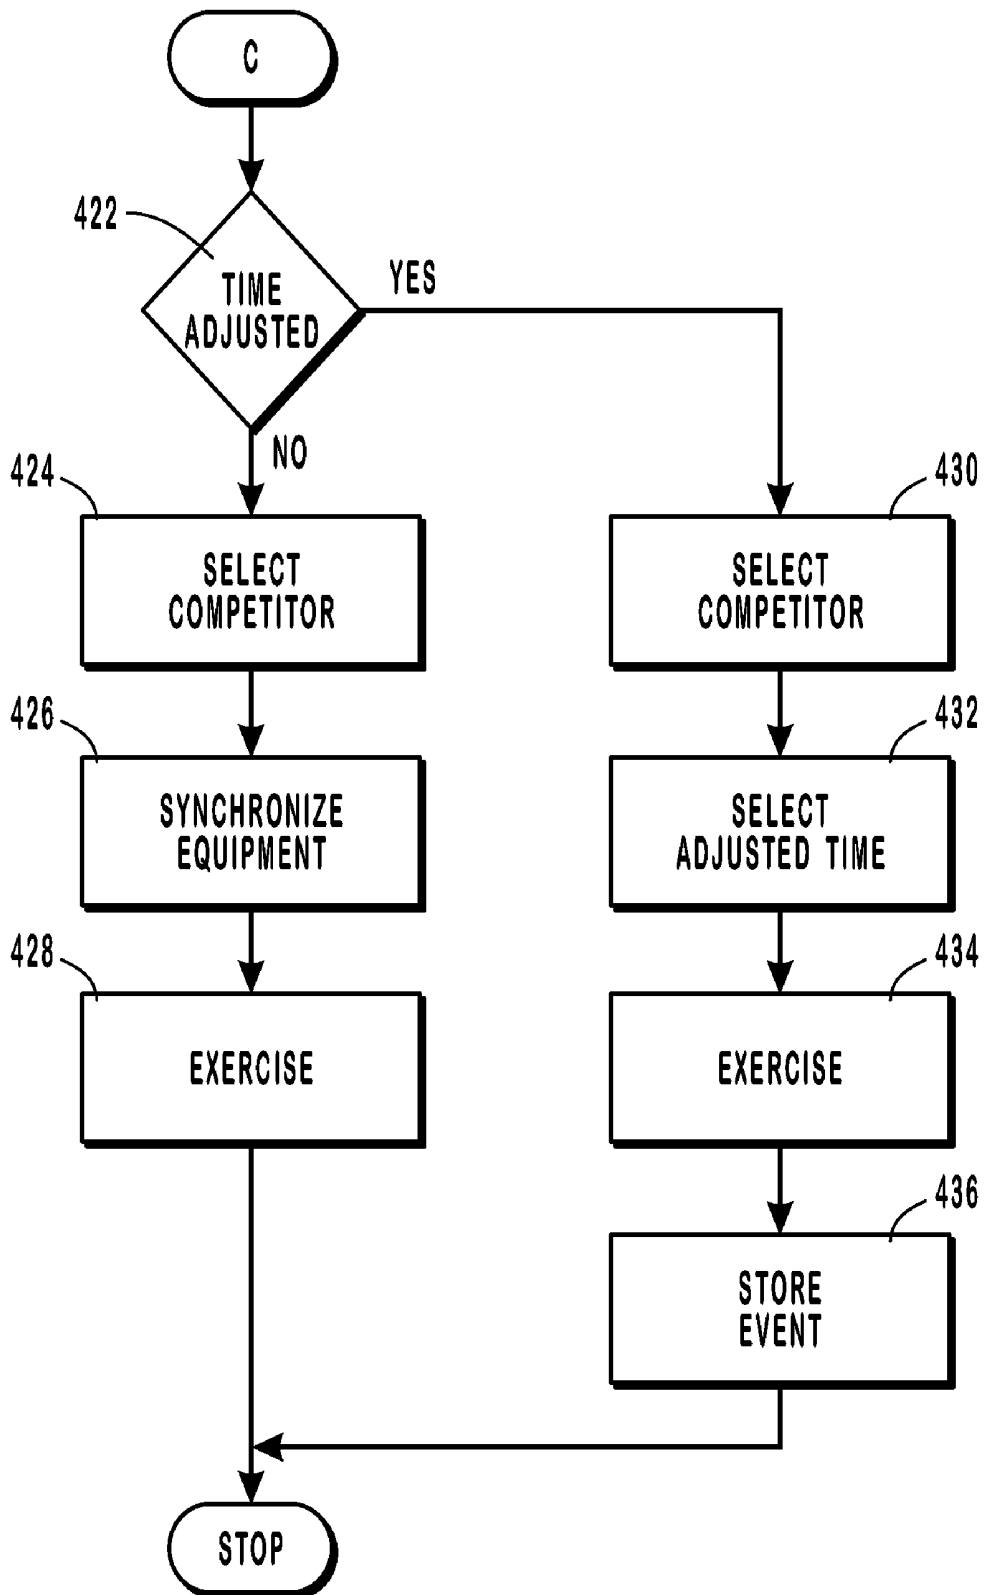 C
422
TIME
ADJUSTED
YES
NO
424
SELECT
COMPETITOR
426
SYNCHRONIZE
EQUIPMENT
428
EXERCISE
430
SELECT
COMPETITOR
432
SELECT
ADJUSTED TIME
434
EXERCISE
436
STORE
EVENT
STOP